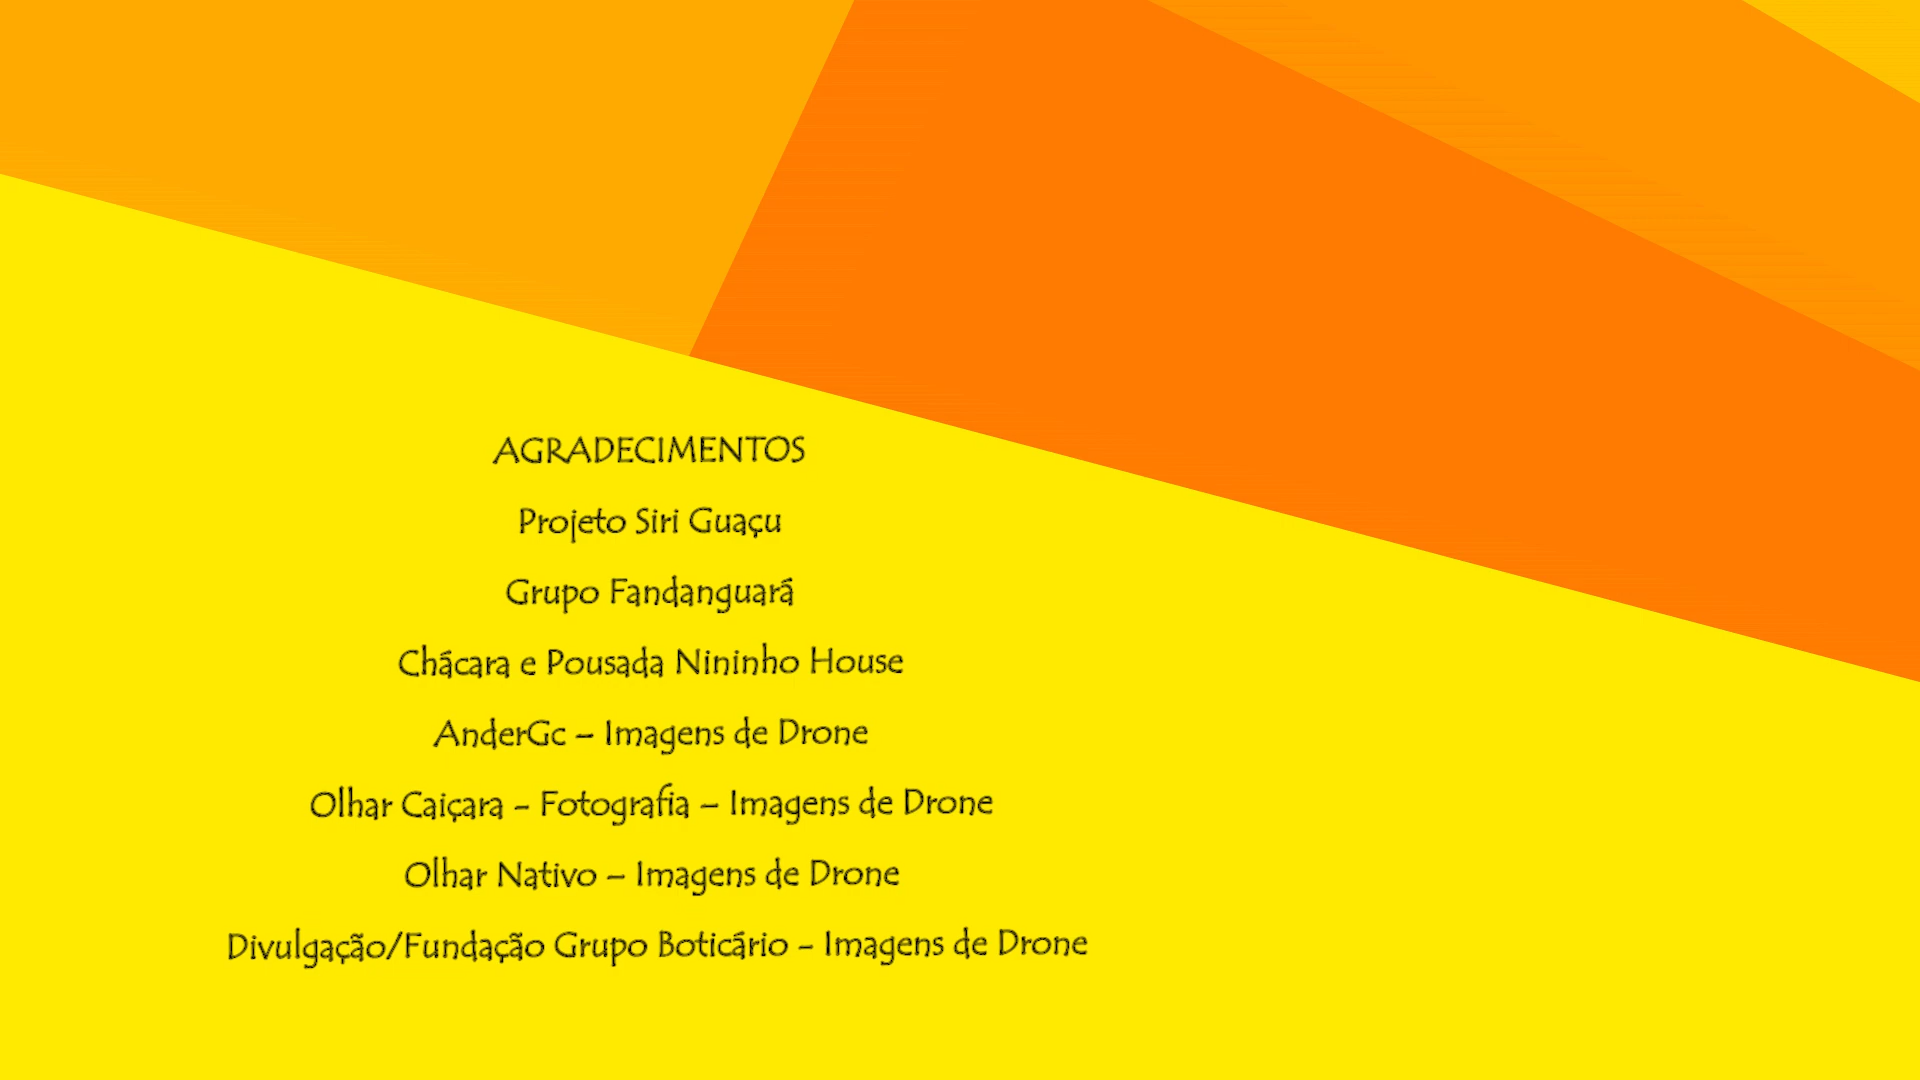 AGRADECIMENTOS
Projeto Siri Guaçu
Grupo Fandanguará
Chácara e Pousada Nininho House
AnderGc – Imagens de Drone
Olhar Caiçara - Fotografia – Imagens de Drone
Olhar Nativo – Imagens de Drone
Divulgação/Fundação Grupo Boticário - Imagens de Drone